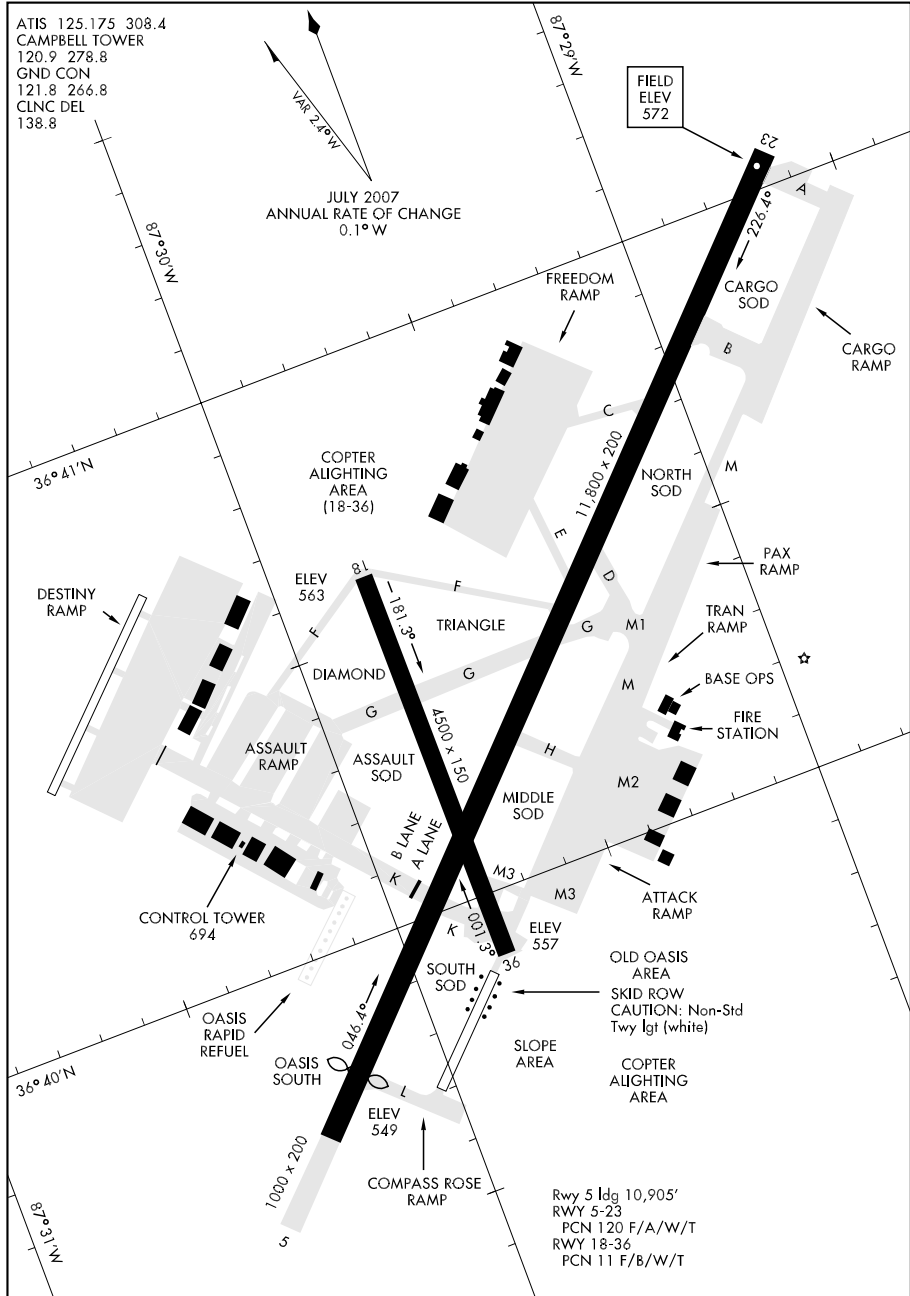 ATIS 125.175 308.4
CAMPBELL TOWER
120.9 278.8
GND CON
121.8 266.8
CLNC DEL
138.8
VAR 2.4° W
JULY 2007
ANNUAL RATE OF CHANGE
0.1° W
87°29'W
FIELD
ELEV
572
23
A
226.4°
87°30'W
CARGO
SOD
FREEDOM
RAMP
B
CARGO
RAMP
C
36°41'N
COPTER
ALIGHTING
AREA
(18-36)
11,800 x 200
NORTH
SOD
M
E
D
PAX
RAMP
18
ELEV
563
DESTINY
RAMP
F
F
181.3°
TRIANGLE
G
M1
TRAN
RAMP
DIAMOND
G
G
M
BASE OPS
4500 x 150
FIRE
STATION
H
ASSAULT
RAMP
ASSAULT
SOD
M2
MIDDLE
SOD
B LANE
A LANE
K
M3
M3
ATTACK
RAMP
CONTROL TOWER
694
K
001.3°
ELEV
557
36
SOUTH
SOD
OLD OASIS
AREA
SKID ROW
CAUTION: Non-Std
Twy lgt (white)
OASIS
RAPID
REFUEL
046.4°
SLOPE
AREA
COPTER
ALIGHTING
AREA
36°40'N
OASIS
SOUTH
L
ELEV
549
1000 x 200
COMPASS ROSE
RAMP
5
87°31'W
Rwy 5 ldg 10,905'
RWY 5-23
PCN 120 F/A/W/T
RWY 18-36
PCN 11 F/B/W/T